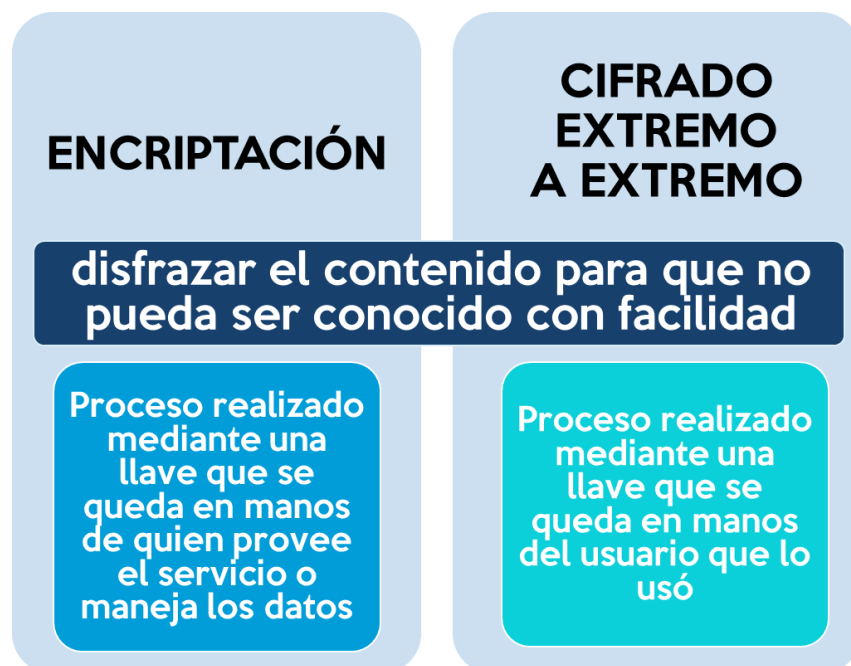 ENCRIPTACIÓN
CIFRADO
EXTREMO
A EXTREMO
disfrazar el contenido para que no
pueda ser conocido con facilidad
Proceso realizado
mediante una
llave que se
queda en manos
de quien provee
el servicio o
maneja los datos
Proceso realizado
mediante una
llave que se
queda en manos
del usuario que lo
usó